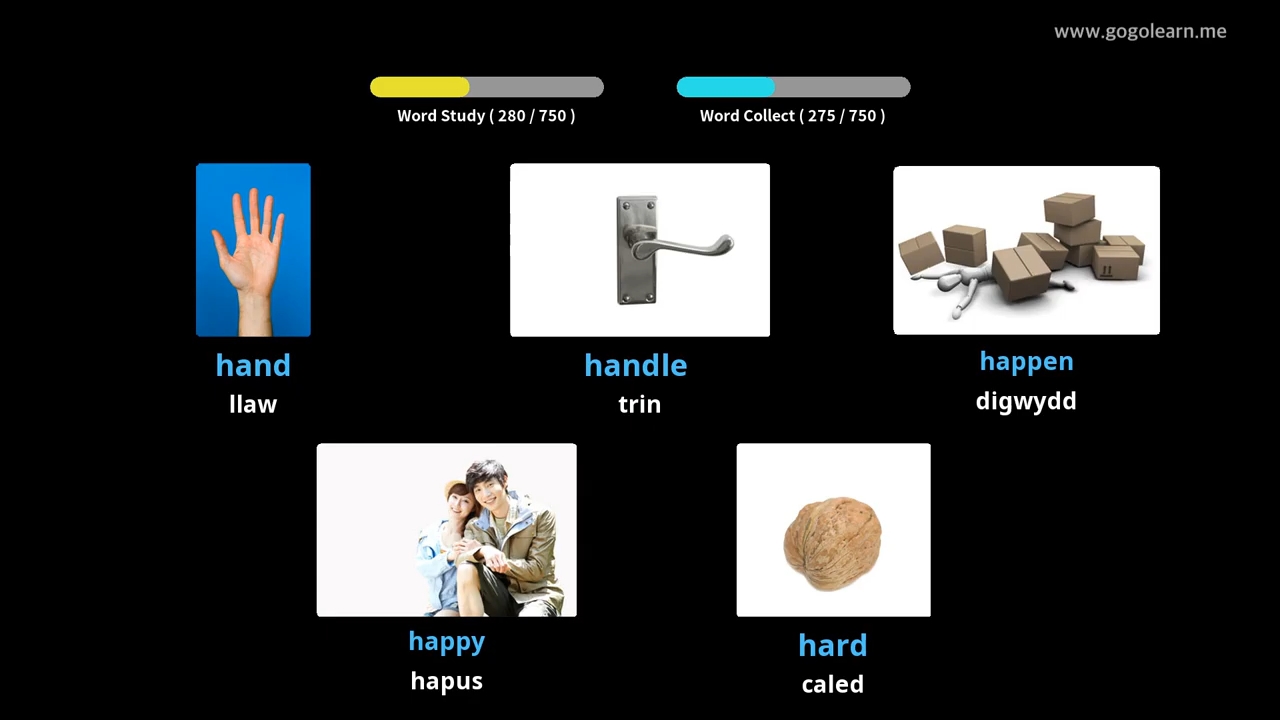 www.gogolearn.me
Word Study ( 280 / 750 )
Word Collect ( 275 / 750 )
hand
llaw
handle
trin
happen
digwydd
happy
hapus
hard
caled